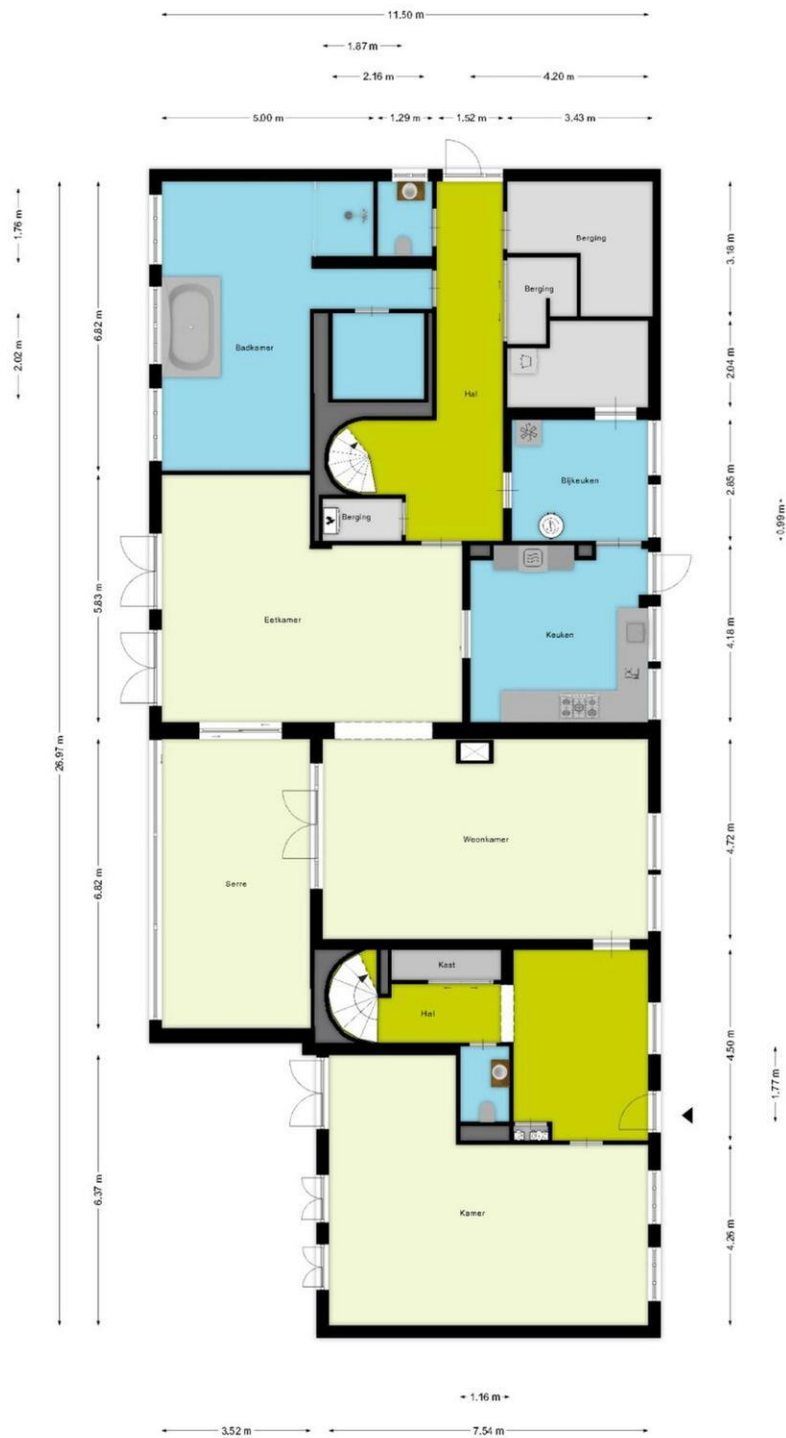 11.50 m
1.87 m
2.16 m
4.20 m
5.00 m
1.29 m
1.52 m
3.43 m
1.76 m
Berging
3.18 m
Berging
6.82 m
2.02 m
Badkamer
2.04 m
Hal
Bijkeuken
2.85 m
Berging
0.99 m
5.83 m
Eetkamer
Keuken
4.18 m
26.97 m
Woonkamer
4.72 m
6.82 m
Serre
Kast
Hal
4.50 m
1.77 m
6.37 m
Kamer
4.26 m
1.16 m
3.52 m
7.54 m